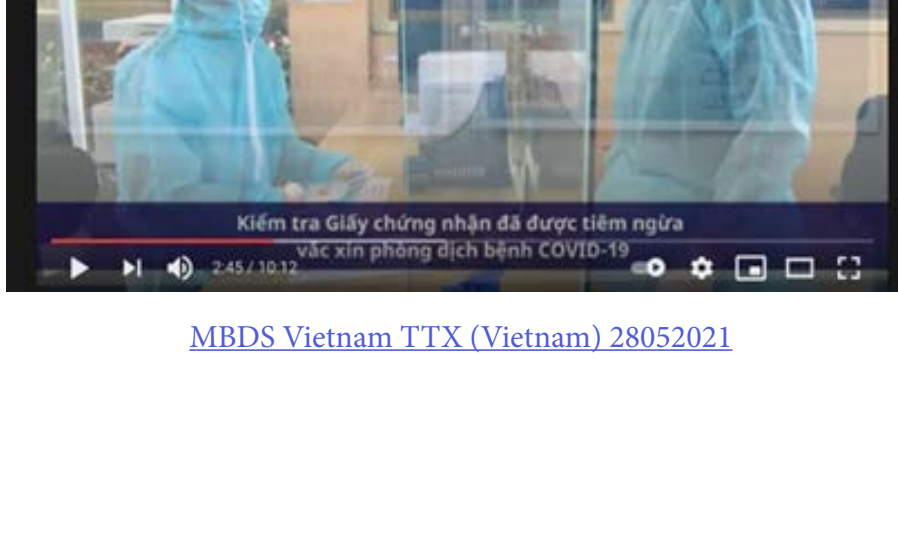 Kiểm tra Giấy chứng nhận đã được tiêm ngừa
vắc xin phòng dịch bệnh COVID-19
2:45 / 10:12
MBDS Vietnam TTX (Vietnam) 28052021